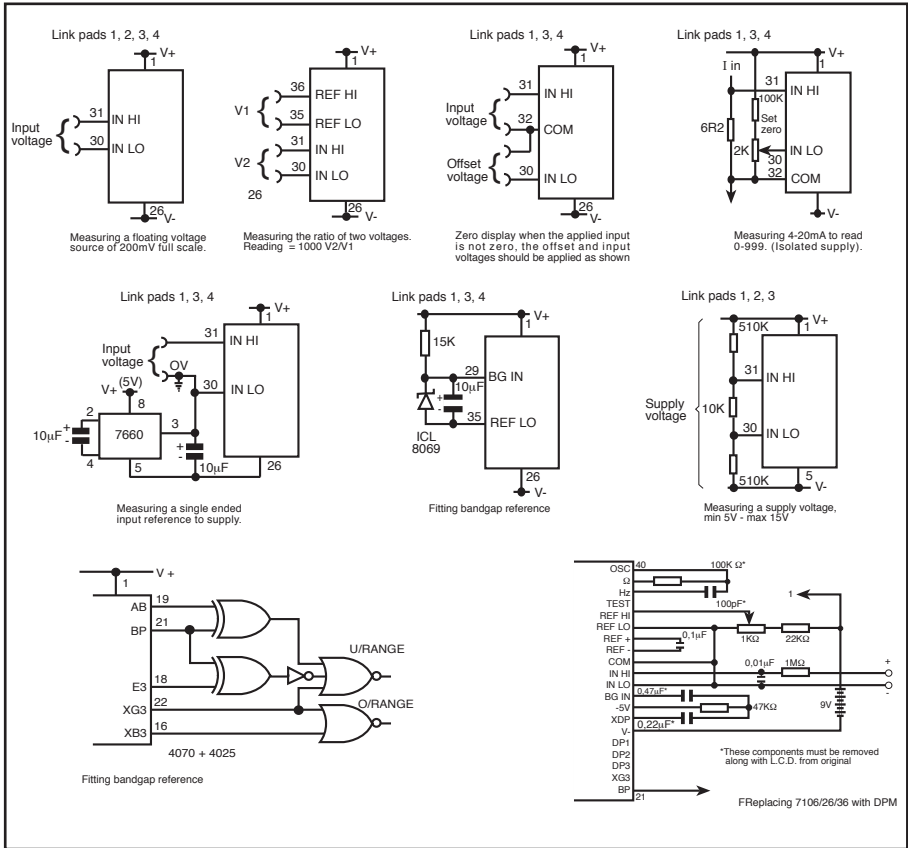 Link pads 1, 2, 3, 4
V+
1
31
IN HI
Input
voltage
30
IN LO
26
V-
Measuring a floating voltage
source of 200mV full scale.
V+
1
36
REF HI
V1
35
REF LO
31
IN HI
V2
30
IN LO
26
26
V-
Measuring the ratio of two voltages.
Reading = 1000 V2/V1
Link pads 1, 3, 4
V+
1
31
IN HI
Input
voltage
32
COM
Offset
voltage
30
IN LO
26
V-
Zero display when the applied input
is not zero, the offset and input
voltages should be applied as shown
Link pads 1, 3, 4
V+
I in
1
31
IN HI
100K
6R2
Set
zero
2K
IN LO
30
32
COM
V-
Measuring 4-20mA to read
0-999. (Isolated supply).
Link pads 1, 3, 4
V+
1
31
IN HI
Input
voltage
OV
30
IN LO
V+
(5V)
8
2
7660
3
10µF
+
-
4
5
+
-
10µF
26
Measuring a single ended
input reference to supply.
Link pads 1, 3, 4
V+
1
15K
29
BG IN
10µF
+
-
35
REF LO
ICL
8069
26
V-
Fitting bandgap reference
Link pads 1, 2, 3
V+
510K
1
31
IN HI
Supply
voltage
10K
30
IN LO
510K
5
V-
Measuring a supply voltage,
min 5V - max 15V
V +
1
19
AB
21
BP
U/RANGE
18
E3
22
XG3
O/RANGE
16
XB3
4070 + 4025
Fitting bandgap reference
40
OSC
100K Ω*
Ω
Hz
TEST
100pF*
1
REF HI
REF LO
1KΩ
22KΩ
REF +
0,1µF
REF -
COM
0,01µF
1MΩ
+
IN HI
IN LO
-
BG IN
0,47µF*
-5V
47KΩ
9V
XDP
0,22µF*
V-
DP1
DP2
*These components must be removed
along with L.C.D. from original
DP3
XG3
BP
21
FReplacing 7106/26/36 with DPM